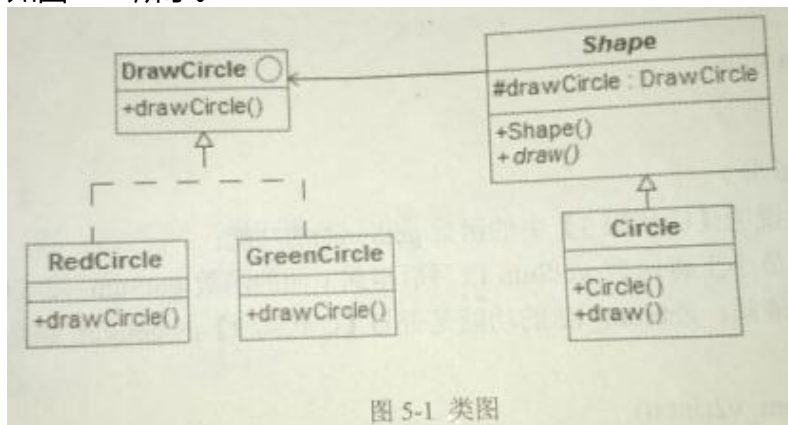 DrawCircle
+drawCircle()
Shape
#drawCircle : DrawCircle
+Shape()
+draw()
RedCircle
+drawCircle()
GreenCircle
+drawCircle()
Circle
+Circle()
+draw()
图 5-1 类图